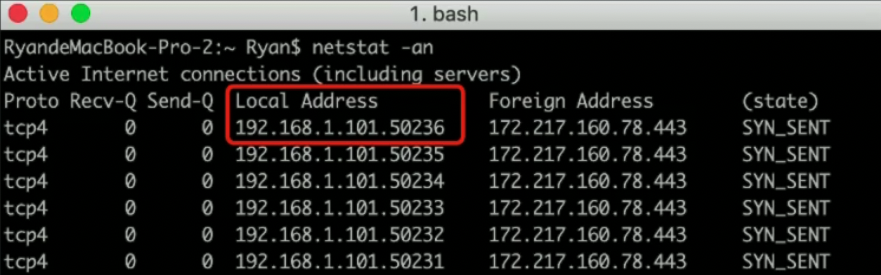 1. bash
RyandeMacBook-Pro-2:~ Ryan$ netstat -an
Active Internet connections (including servers)
Proto Recv-Q Send-Q Local Address Foreign Address (state)
tcp4 0 0 192.168.1.101.50236 172.217.160.78.443 SYN_SENT
tcp4 0 0 192.168.1.101.50235 172.217.160.78.443 SYN_SENT
tcp4 0 0 192.168.1.101.50234 172.217.160.78.443 SYN_SENT
tcp4 0 0 192.168.1.101.50233 172.217.160.78.443 SYN_SENT
tcp4 0 0 192.168.1.101.50232 172.217.160.78.443 SYN_SENT
tcp4 0 0 192.168.1.101.50231 172.217.160.78.443 SYN_SENT